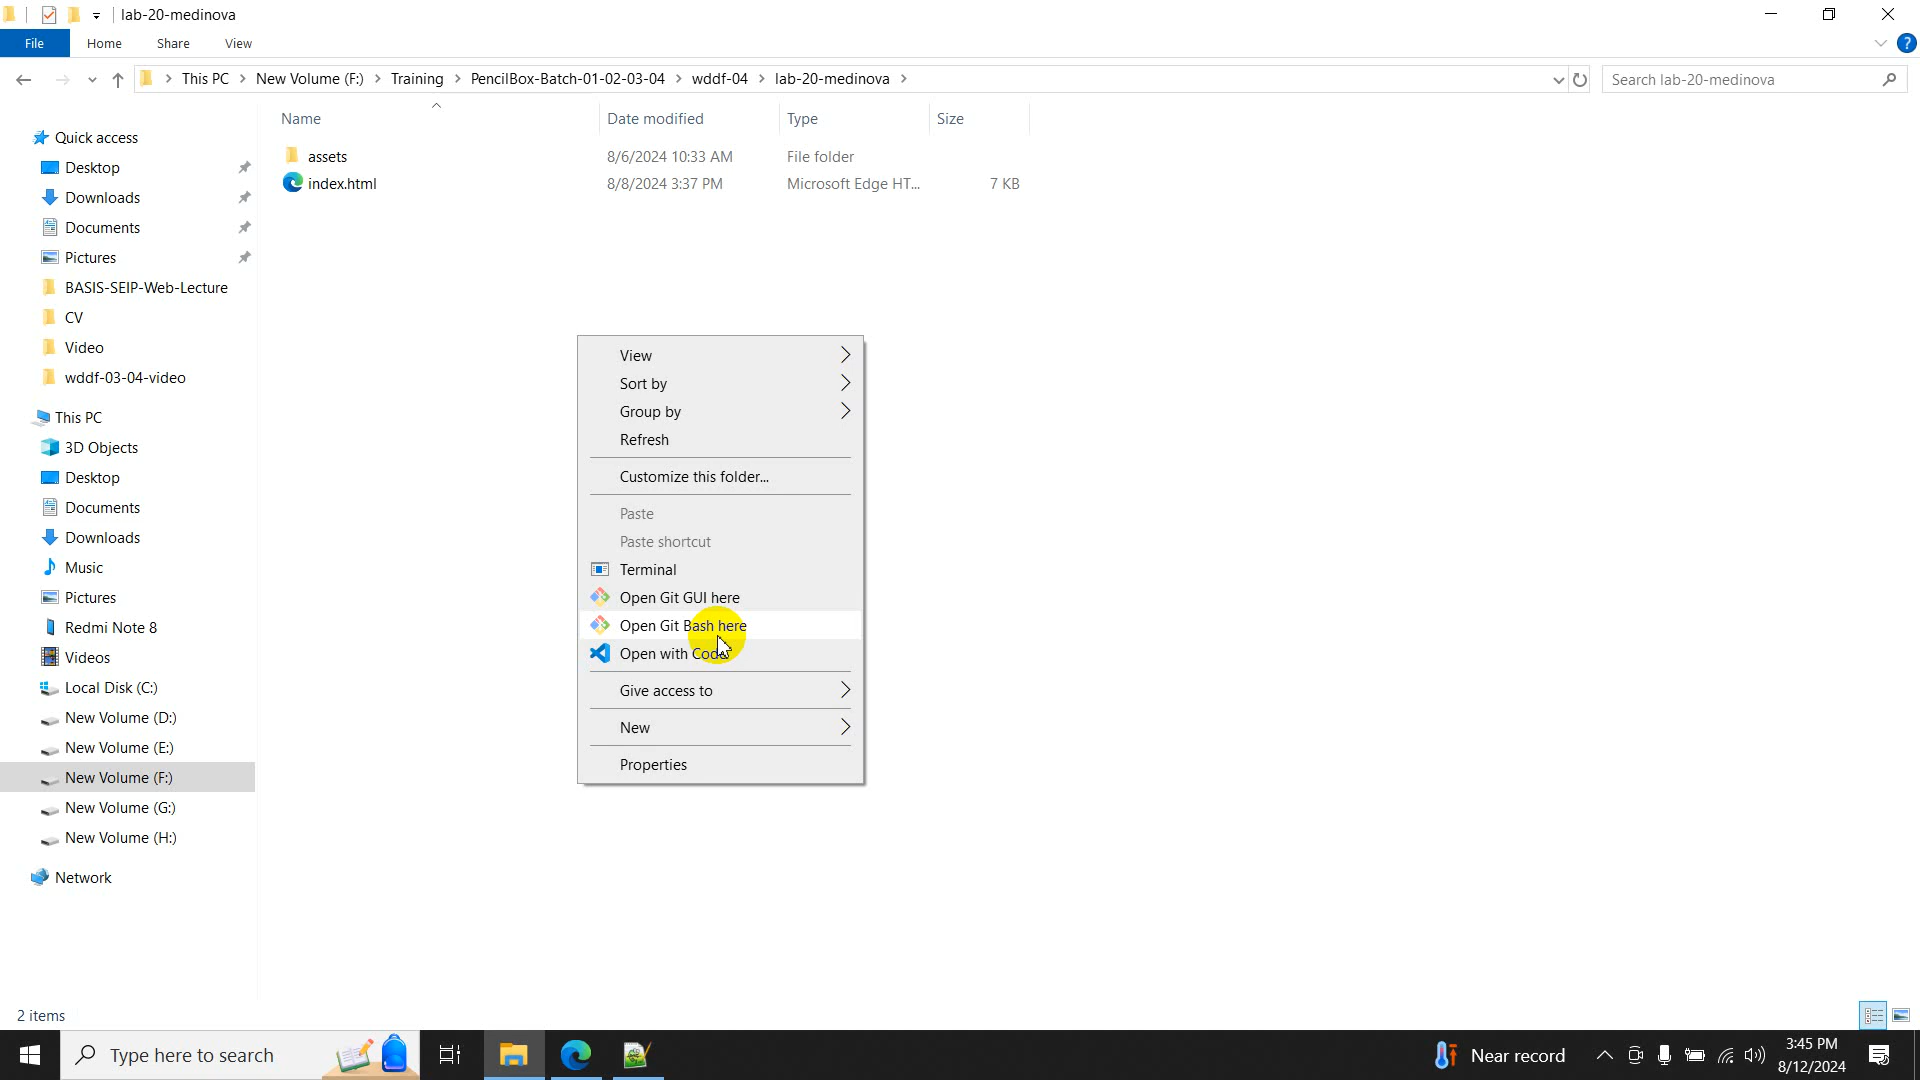 lab-20-medinova
File Home Share View
This PC New Volume (F:) Training PencilBox-Batch-01-02-03-04 wddf-04 lab-20-medinova
Search lab-20-medinova
Name Date modified Type Size
assets 8/6/2024 10:33 AM File folder
index.html 8/8/2024 3:37 PM Microsoft Edge HT... 7 KB
Quick access
Desktop
Downloads
Documents
Pictures
BASIS-SEIP-Web-Lecture
CV
Video
wddf-03-04-video
This PC
3D Objects
Desktop
Documents
Downloads
Music
Pictures
Redmi Note 8
Videos
Local Disk (C:)
New Volume (D:)
New Volume (E:)
New Volume (F:)
New Volume (G:)
New Volume (H:)
Network
View
Sort by
Group by
Refresh
Customize this folder...
Paste
Paste shortcut
Terminal
Open Git GUI here
Open Git Bash here
Open with Code
Give access to
New
Properties
2 items
Type here to search
Near record
3:45 PM
8/12/2024